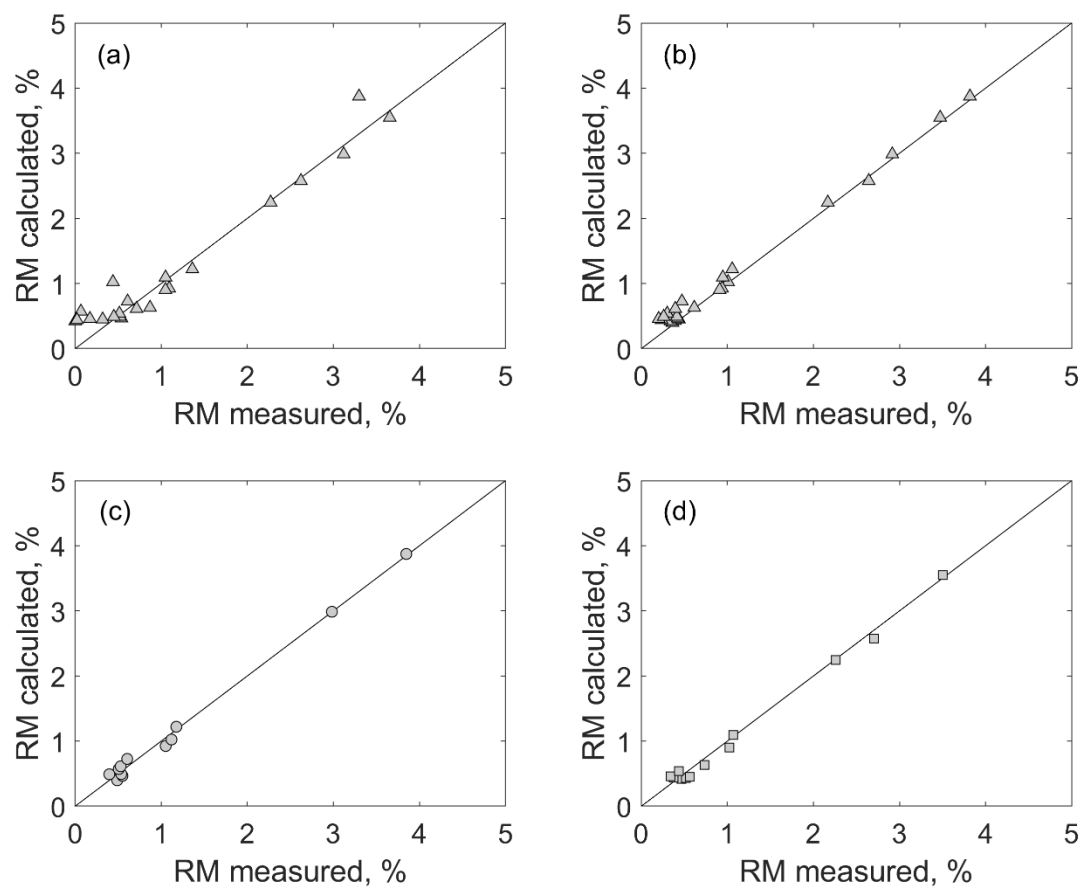 (a)
RM calculated, %
5
4
3
2
1
0
0 1 2 3 4 5
RM measured, %
(b)
RM calculated, %
5
4
3
2
1
0
0 1 2 3 4 5
RM measured, %
(c)
RM calculated, %
5
4
3
2
1
0
0 1 2 3 4 5
RM measured, %
(d)
RM calculated, %
5
4
3
2
1
0
0 1 2 3 4 5
RM measured, %